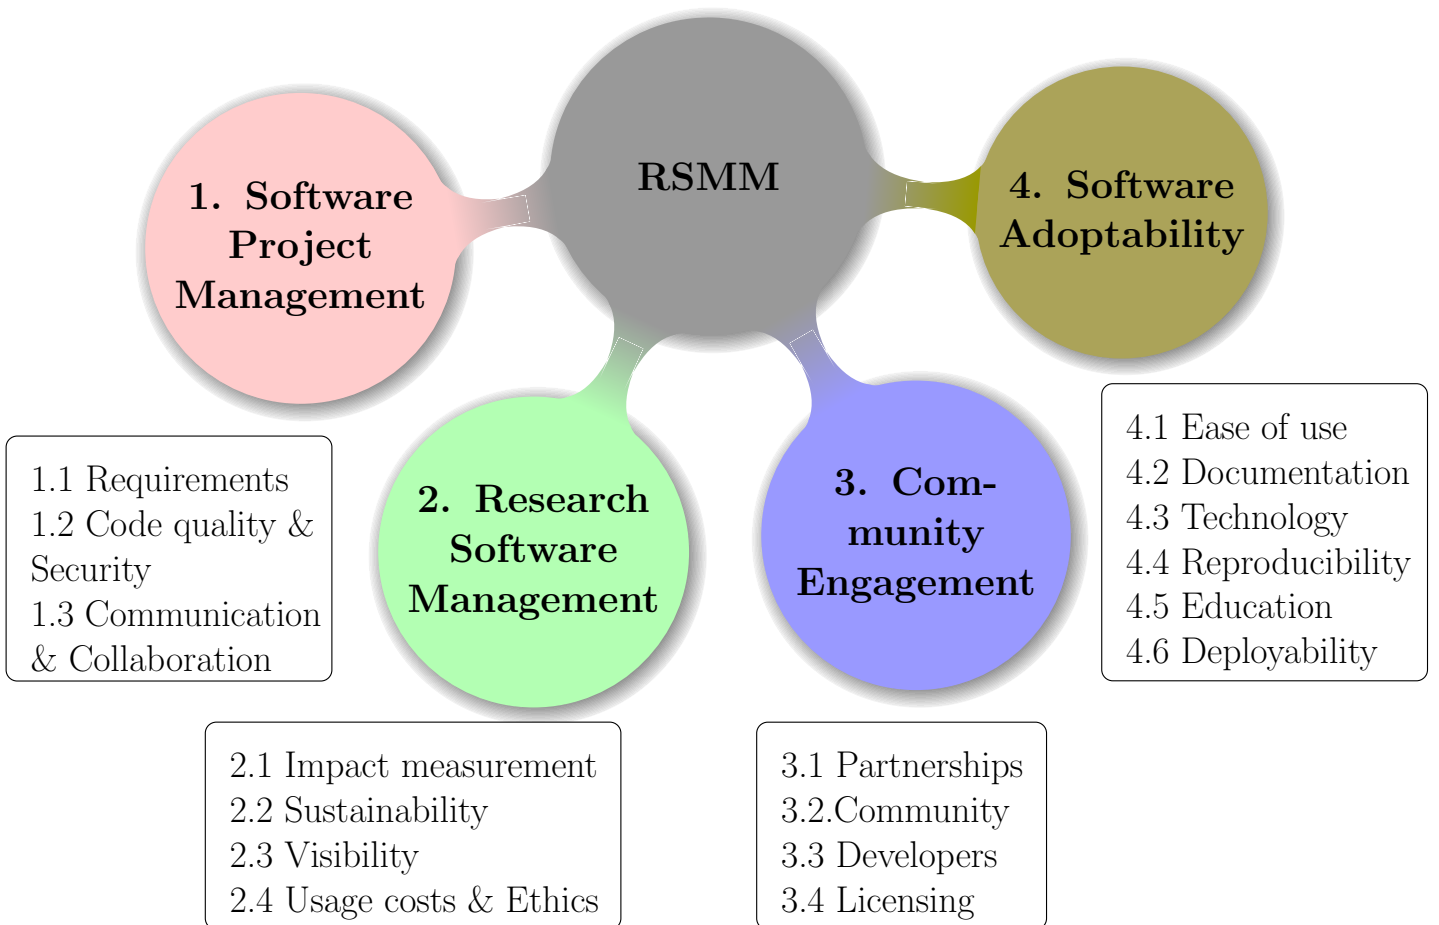 RSMM
1. Software
Project
Management
4. Software
Adoptability
2. Research
Software
Management
3. Com-
munity
Engagement
1.1 Requirements
1.2 Code quality &
Security
1.3 Communication
& Collaboration
2.1 Impact measurement
2.2 Sustainability
2.3 Visibility
2.4 Usage costs & Ethics
3.1 Partnerships
3.2.Community
3.3 Developers
3.4 Licensing
4.1 Ease of use
4.2 Documentation
4.3 Technology
4.4 Reproducibility
4.5 Education
4.6 Deployability